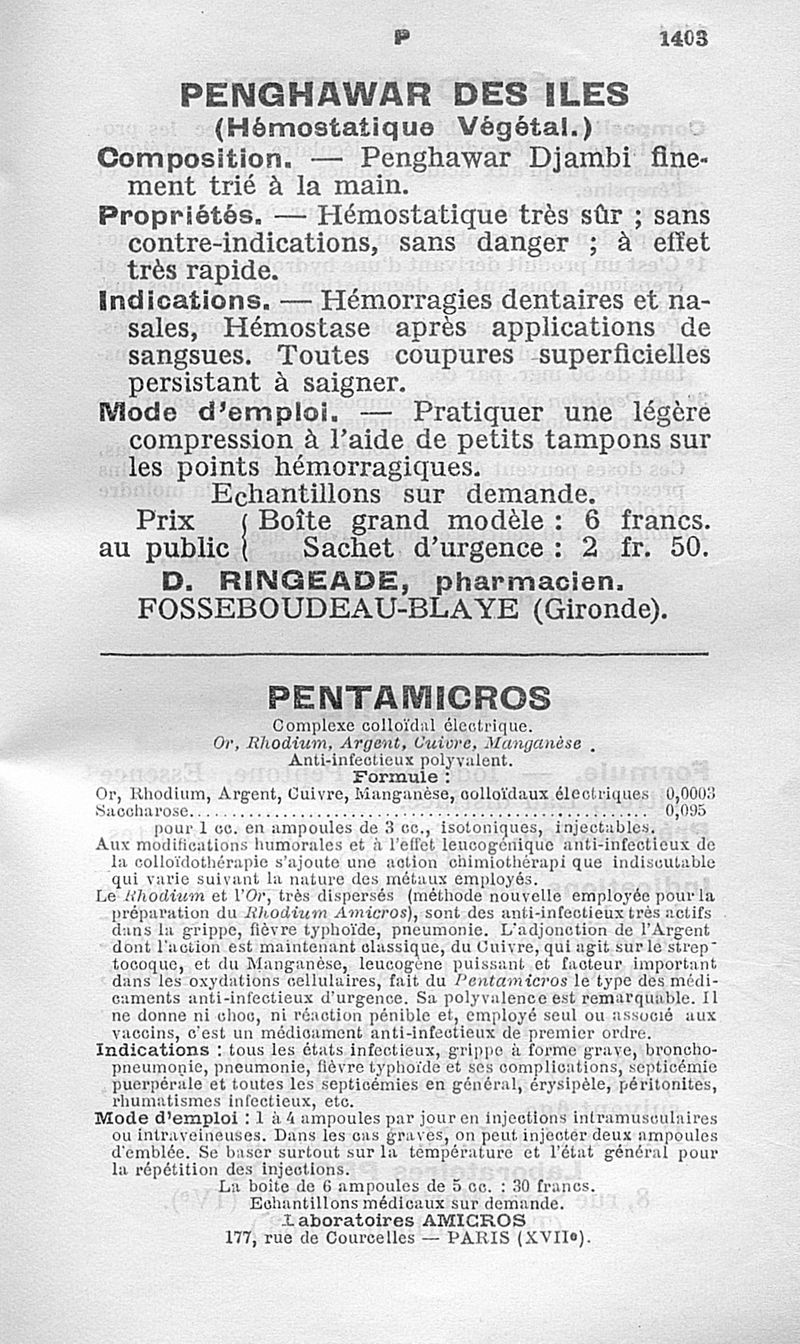 P 1403
PENGHAWAR DES ILES
(Hémostatique Végétal.)
Composition. — Penghawar Djambi fine-
ment trié à la main.
Propriétés. — Hémostatique très sûr ; sans
contre-indications, sans danger ; à effet
très rapide.
Indications. — Hémorragies dentaires et na-
sales, Hémostase après applications de
sangsues. Toutes coupures superficielles
persistant à saigner.
Mode d'emploi. — Pratiquer une légère
compression à l'aide de petits tampons sur
les points hémorragiques.
Echantillons sur demande.
Prix { Boîte grand modèle : 6 francs.
au public { Sachet d'urgence : 2 fr. 50.
D. RINGEADE, pharmacien.
FOSSEBOUDEAU-BLAYE (Gironde).
PENTAMICROS
Complexe colloïdal électrique.
Or, Rhodium, Argent, Cuivre, Manganèse .
Anti-infectieux polyvalent.
Formule :
Or, Rhodium, Argent, Cuivre, Manganèse, colloïdaux électriques 0,0003
Saccharose.................................................. 0,095
pour 1 cc. en ampoules de 3 cc., isotoniques, injectables.
Aux modifications humorales et à l'effet leucogénique anti-infectieux de
la colloïdothérapie s'ajoute une action chimiothérapi que indiscutable
qui varie suivant la nature des métaux employés.
Le Rhodium et l'Or, très dispersés (méthode nouvelle employée pour la
préparation du Rhodium Amicros), sont des anti-infectieux très actifs
dans la grippe, fièvre typhoïde, pneumonie. L'adjonction de l'Argent
dont l'action est maintenant classique, du Cuivre, qui agit sur le strep-
tocoque, et du Manganèse, leucogène puissant et facteur important
dans les oxydations cellulaires, fait du Pentamicros le type des médi-
caments anti-infectieux d'urgence. Sa polyvalence est remarquable. Il
ne donne ni choc, ni réaction pénible et, employé seul ou associé aux
vaccins, c'est un médicament anti-infectieux de premier ordre.
Indications : tous les états infectieux, grippe à forme grave, broncho-
pneumonie, pneumonie, fièvre typhoïde et ses complications, septicémie
puerpérale et toutes les septicémies en général, érysipèle, péritonites,
rhumatismes infectieux, etc.
Mode d'emploi : 1 à 4 ampoules par jour en injections intramusculaires
ou intraveineuses. Dans les cas graves, on peut injecter deux ampoules
d'emblée. Se baser surtout sur la température et l'état général pour
la répétition des injections.
La boite de 6 ampoules de 5 cc. : 30 francs.
Echantillons médicaux sur demande.
Laboratoires AMICROS
177, rue de Courcelles — PARIS (XVIIe).